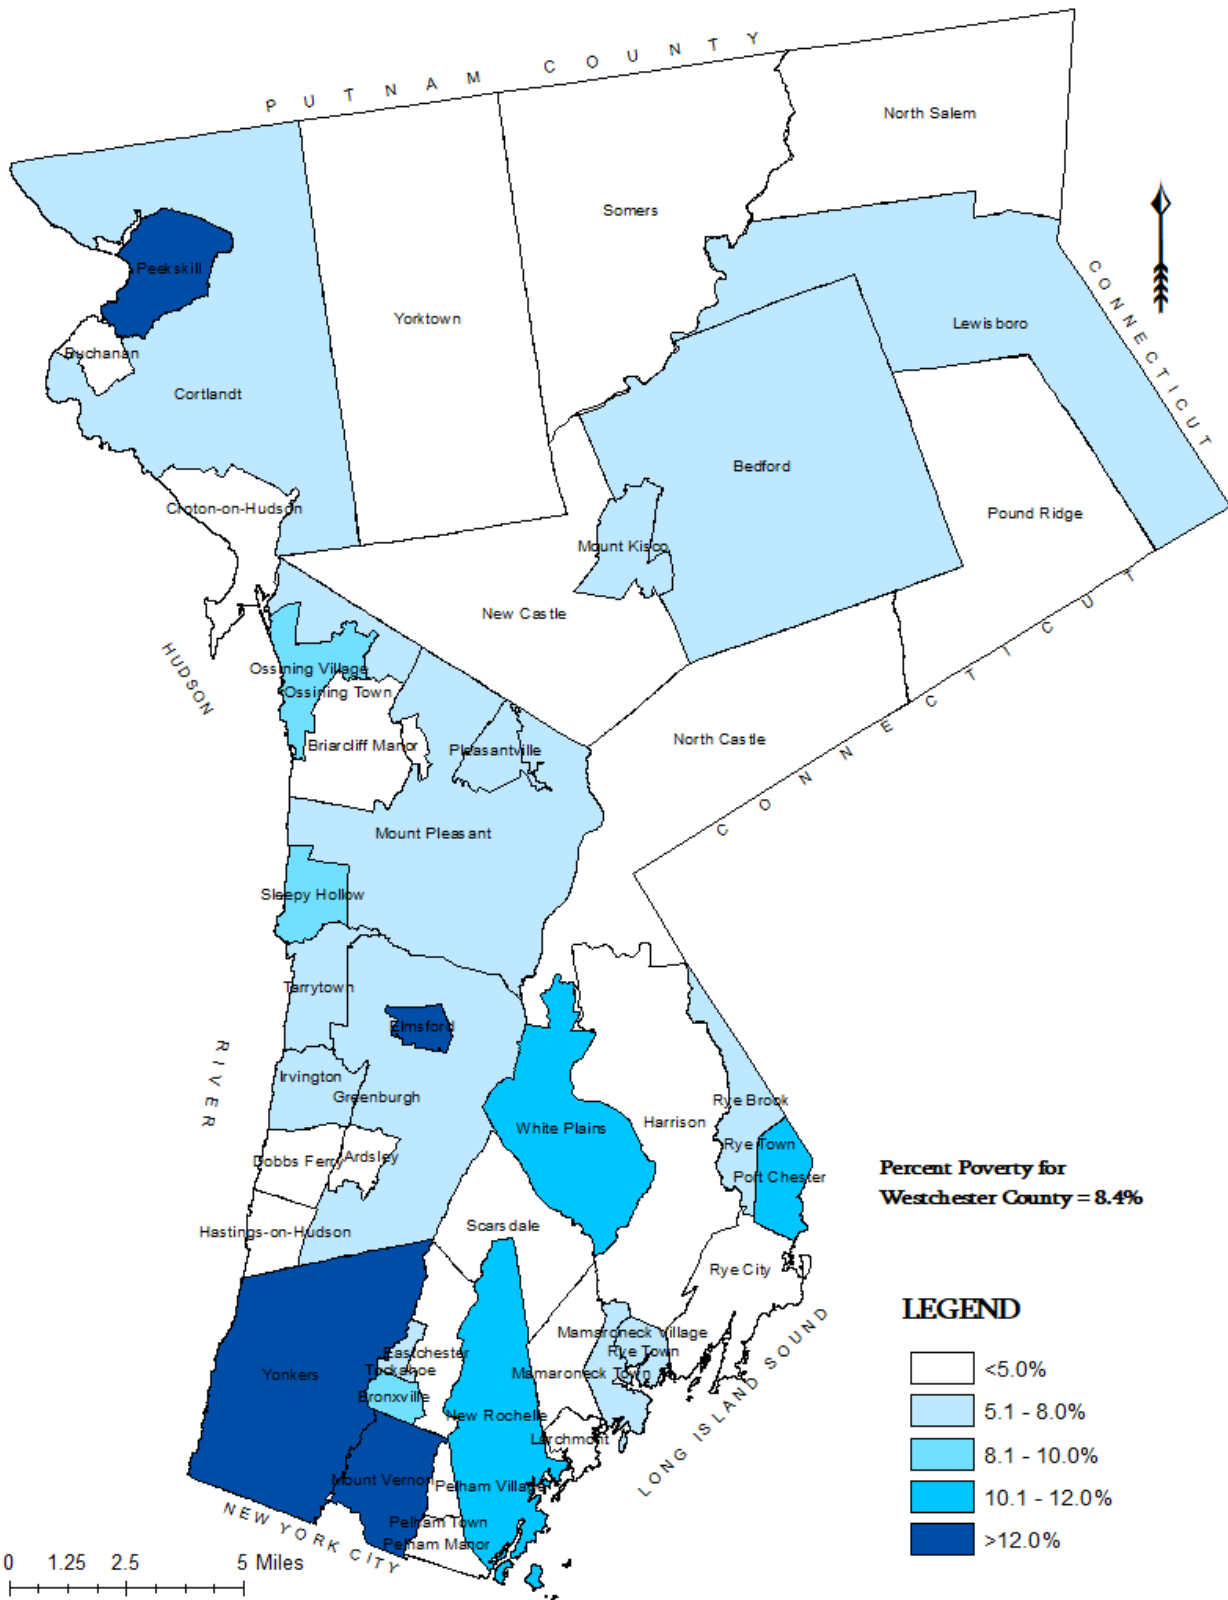 PUTNAM COUNTY
North Salem
Somers
Peekskill
Yorktown
Lewisboro
CONNECTICUT
Buchanan
Cortlandt
Bedford
Croton-on-Hudson
Pound Ridge
Mount Kisco
New Castle
HUDSON
Ossining Village
Ossining Town
Briarcliff Manor
Pleasantville
North Castle
CONNECTICUT
Mount Pleasant
Sleepy Hollow
Tarrytown
Elmsford
RIVER
Irvington
Greenburgh
White Plains
Harrison
Rye Brook
Rye Town
Port Chester
Dobbs Ferry
Ardsley
Percent Poverty for
Westchester County = 8.4%
Hastings-on-Hudson
Scarsdale
Rye City
Mamaroneck Village
Rye Town
Mamaroneck Town
Eastchester
Tuckahoe
Yonkers
Bronxville
New Rochelle
Larchmont
LONG ISLAND SOUND
Mount Vernon
Pelham Village
Pelham Town
Pelham Manor
NEW YORK CITY
LEGEND
<5.0%
5.1 - 8.0%
8.1 - 10.0%
10.1 - 12.0%
>12.0%
0 1.25 2.5 5 Miles